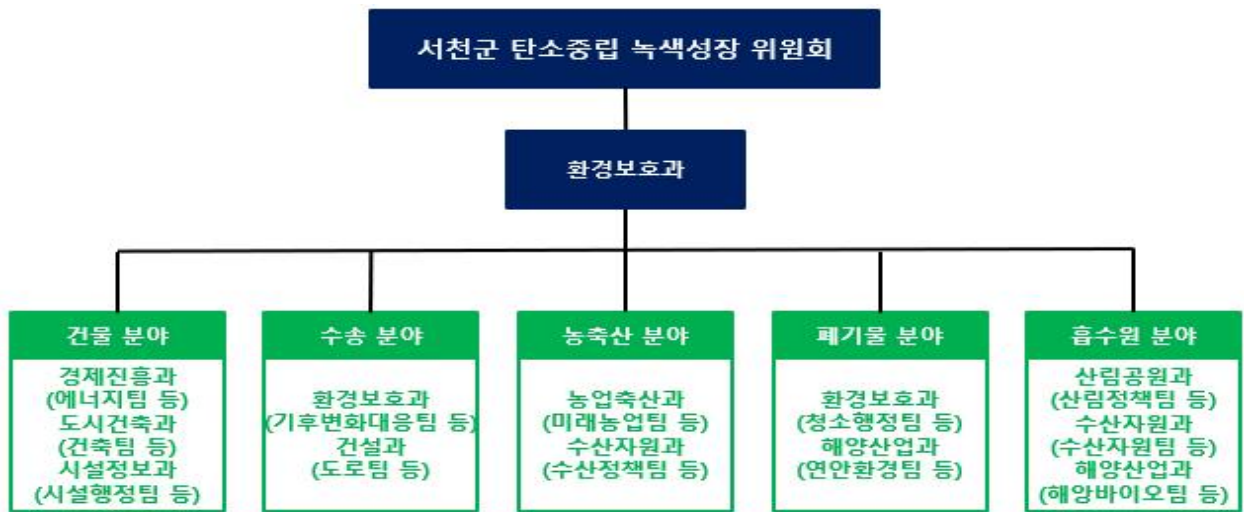 서천군 탄소중립 녹색성장 위원회
환경보호과
건물 분야
경제진흥과
(에너지팀 등)
도시건축과
(건축팀 등)
시설정보과
(시설행정팀 등)
수송 분야
환경보호과
(기후변화대응팀 등)
건설과
(도로팀 등)
농축산 분야
농업축산과
(미래농업팀 등)
수산자원과
(수산정책팀 등)
폐기물 분야
환경보호과
(청소행정팀 등)
해양산업과
(연안환경팀 등)
흡수원 분야
산림공원과
(산림정책팀 등)
수산자원과
(수산자원팀 등)
해양산업과
(해양바이오팀 등)